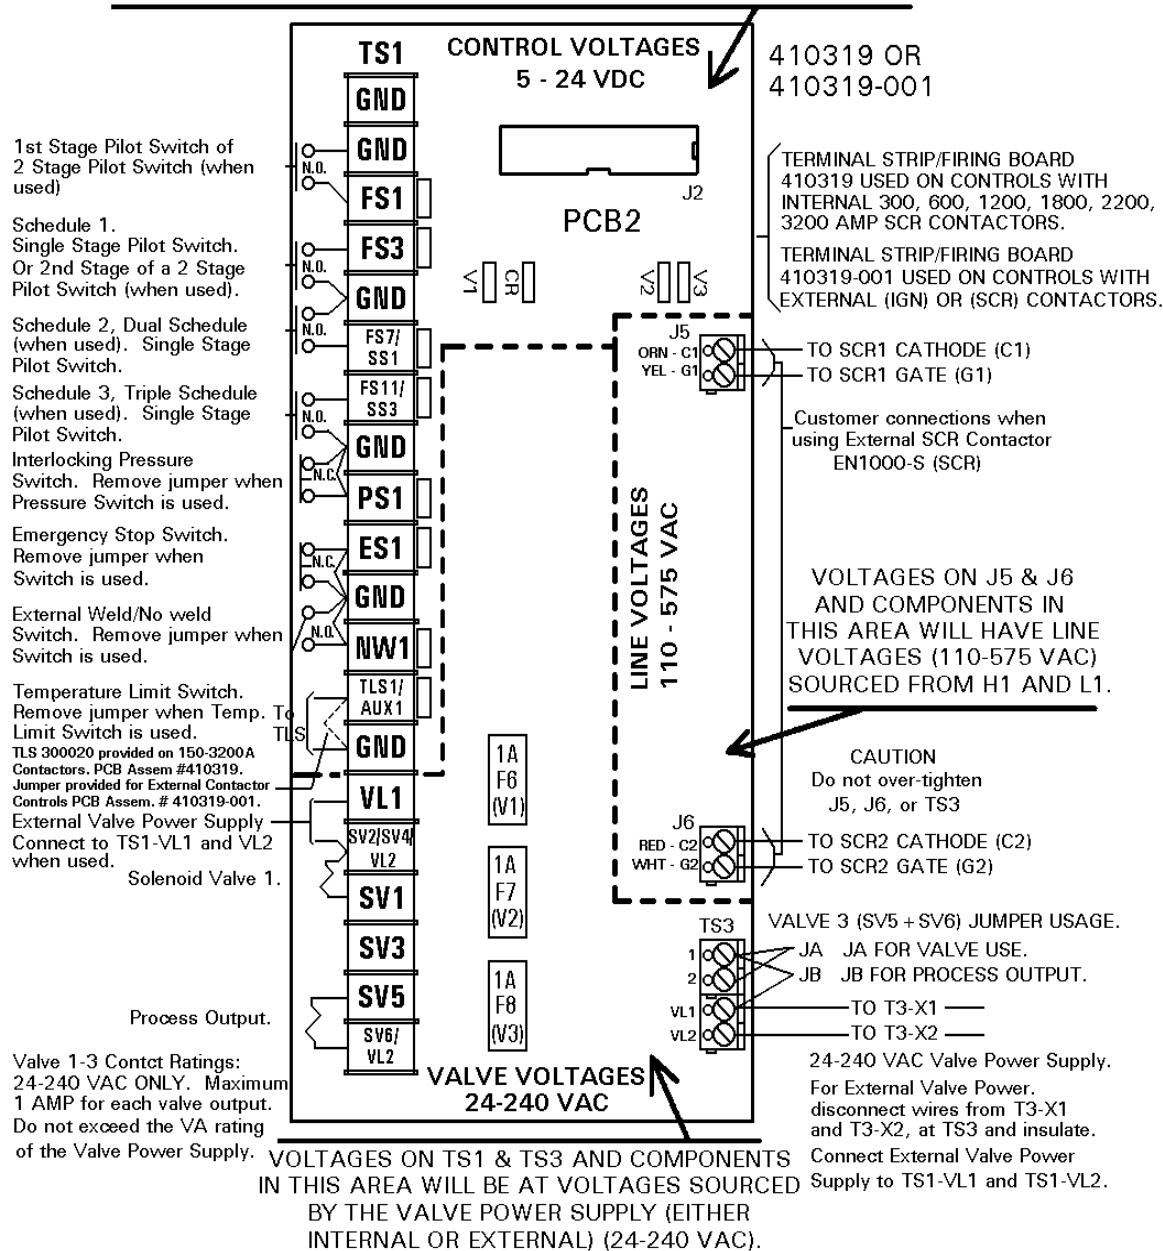 CONTROL VOLTAGES
5 - 24 VDC
410319 OR
410319-001
TS1
GND
GND
FS1
FS3
GND
FS7/
SS1
FS11/
SS3
GND
PS1
ES1
GND
NW1
TLS1/
AUX1
GND
VL1
SV2/SV4/
VL2
SV1
SV3
SV5
SV6/
VL2
1st Stage Pilot Switch of
2 Stage Pilot Switch (when
used)
N.O.
Schedule 1.
Single Stage Pilot Switch.
Or 2nd Stage of a 2 Stage
Pilot Switch (when used).
N.O.
Schedule 2, Dual Schedule
(when used). Single Stage
Pilot Switch.
N.O.
Schedule 3, Triple Schedule
(when used). Single Stage
Pilot Switch.
N.O.
Interlocking Pressure
Switch. Remove jumper when
Pressure Switch is used.
N.C.
Emergency Stop Switch.
Remove jumper when
Switch is used.
N.C.
External Weld/No weld
Switch. Remove jumper when
Switch is used.
N.O.
Temperature Limit Switch.
Remove jumper when Temp.
Limit Switch is used.
To
TLS
TLS 300020 provided on 150-3200A
Contactors. PCB Assem #410319.
Jumper provided for External Contactor
Controls PCB Assem. # 410319-001.
External Valve Power Supply
Connect to TS1-VL1 and VL2
when used.
Solenoid Valve 1.
Process Output.
Valve 1-3 Contct Ratings:
24-240 VAC ONLY. Maximum
1 AMP for each valve output.
Do not exceed the VA rating
of the Valve Power Supply.
J2
PCB2
V1
CR
V2
V3
LINE VOLTAGES
110 - 575 VAC
1A
F6
(V1)
1A
F7
(V2)
1A
F8
(V3)
VALVE VOLTAGES
24-240 VAC
J5
ORN - C1
YEL - G1
J6
RED - C2
WHT - G2
TS3
1
2
VL1
VL2
TERMINAL STRIP/FIRING BOARD
410319 USED ON CONTROLS WITH
INTERNAL 300, 600, 1200, 1800, 2200,
3200 AMP SCR CONTACTORS.
TERMINAL STRIP/FIRING BOARD
410319-001 USED ON CONTROLS WITH
EXTERNAL (IGN) OR (SCR) CONTACTORS.
TO SCR1 CATHODE (C1)
TO SCR1 GATE (G1)
Customer connections when
using External SCR Contactor
EN1000-S (SCR)
VOLTAGES ON J5 & J6
AND COMPONENTS IN
THIS AREA WILL HAVE LINE
VOLTAGES (110-575 VAC)
SOURCED FROM H1 AND L1.
CAUTION
Do not over-tighten
J5, J6, or TS3
TO SCR2 CATHODE (C2)
TO SCR2 GATE (G2)
VALVE 3 (SV5 + SV6) JUMPER USAGE.
JA JA FOR VALVE USE.
JB JB FOR PROCESS OUTPUT.
TO T3-X1
TO T3-X2
24-240 VAC Valve Power Supply.
For External Valve Power.
disconnect wires from T3-X1
and T3-X2, at TS3 and insulate.
Connect External Valve Power
Supply to TS1-VL1 and TS1-VL2.
VOLTAGES ON TS1 & TS3 AND COMPONENTS
IN THIS AREA WILL BE AT VOLTAGES SOURCED
BY THE VALVE POWER SUPPLY (EITHER
INTERNAL OR EXTERNAL) (24-240 VAC).